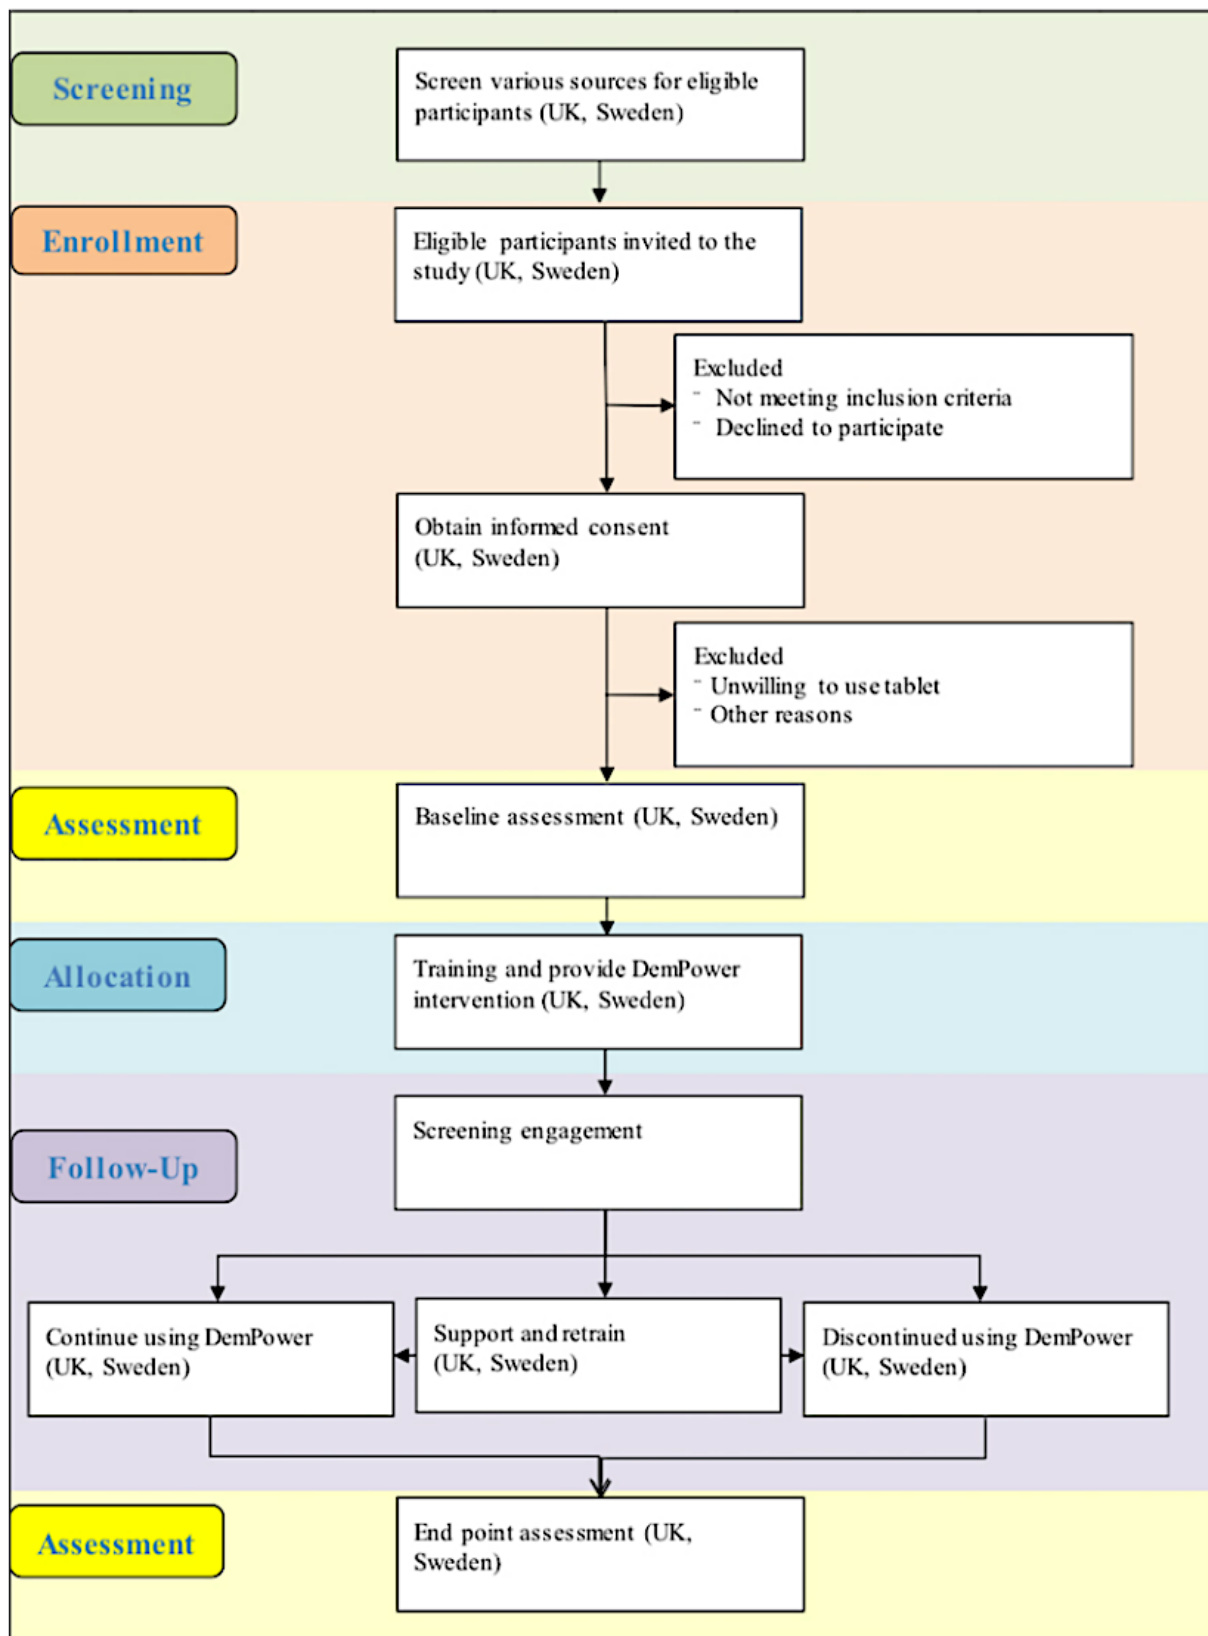 Screening
Screen various sources for eligible
participants (UK, Sweden)
Enrollment
Eligible participants invited to the
study (UK, Sweden)
Excluded
- Not meeting inclusion criteria
- Declined to participate
Obtain informed consent
(UK, Sweden)
Excluded
- Unwilling to use tablet
- Other reasons
Assessment
Baseline assessment (UK, Sweden)
Allocation
Training and provide DemPower
intervention (UK, Sweden)
Follow-Up
Screening engagement
Continue using DemPower
(UK, Sweden)
Support and retrain
(UK, Sweden)
Discontinued using DemPower
(UK, Sweden)
Assessment
End point assessment (UK,
Sweden)